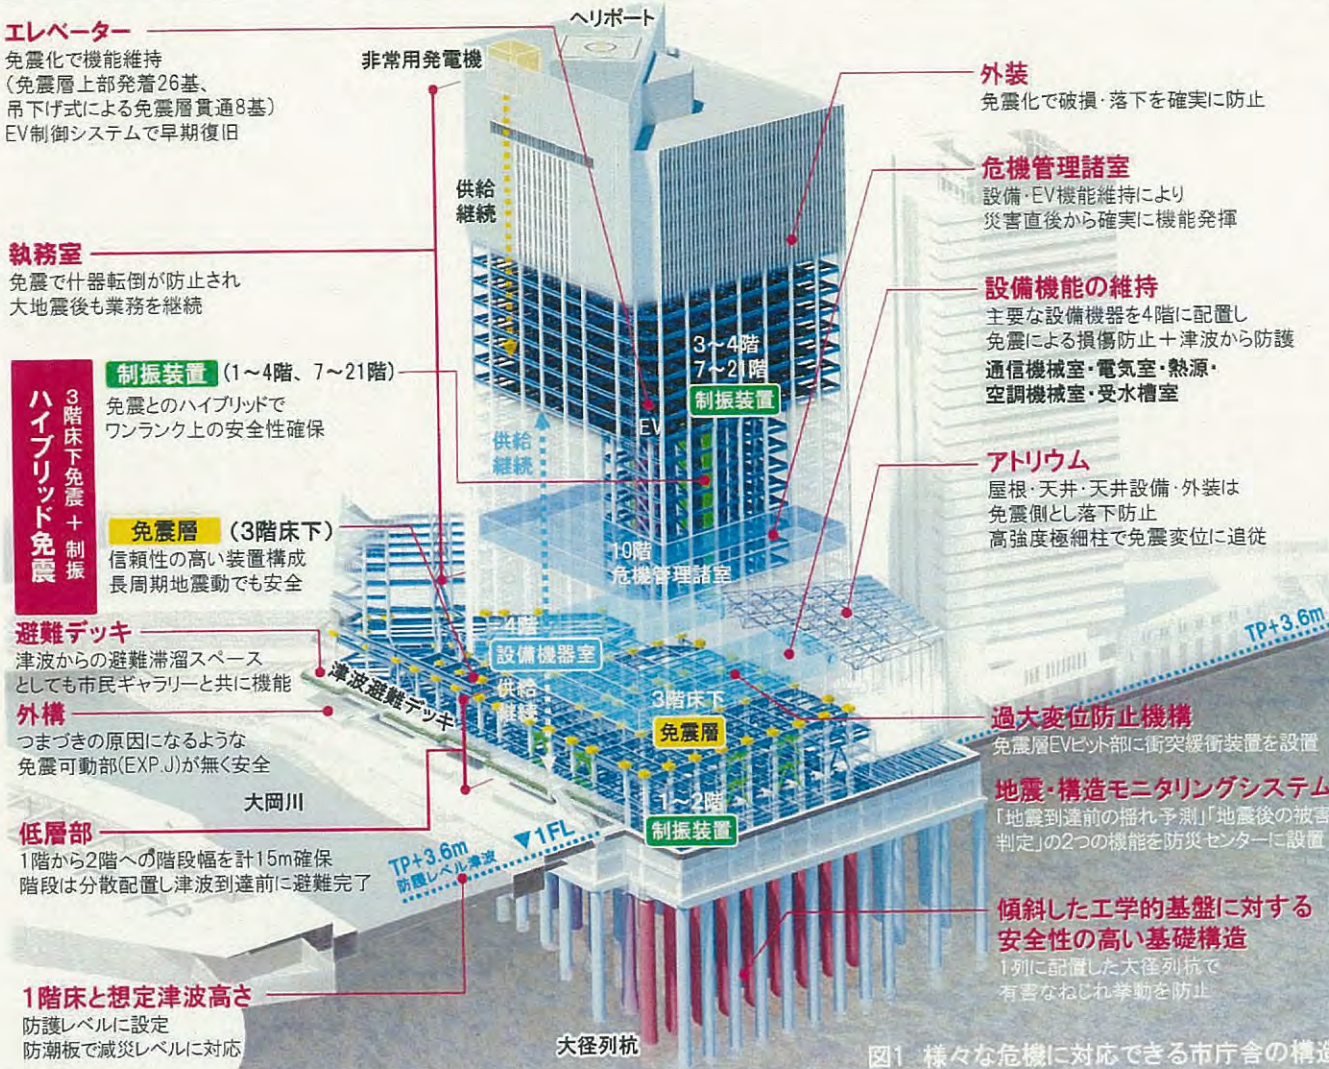 ヘリポート
エレベーター
免震化で機能維持
(免震層上部発着26基、
吊下げ式による免震層貫通8基)
EV制御システムで早期復旧
非常用発電機
供給
継続
外装
免震化で破損・落下を確実に防止
危機管理諸室
設備・EV機能維持により
災害直後から確実に機能発揮
執務室
免震で什器転倒が防止され
大地震後も業務を継続
設備機能の維持
主要な設備機器を4階に配置し
免震による損傷防止＋津波から防護
通信機械室・電気室・熱源・
空調機械室・受水槽室
3階床下免震＋制振
ハイブリッド免震
制振装置 (1～4階、7～21階)
免震とのハイブリッドで
ワンランク上の安全性確保
3～4階
7～21階
制振装置
EV
供給
継続
アトリウム
屋根・天井・天井設備・外装は
免震側とし落下防止
高強度極細柱で免震変位に追従
免震層 (3階床下)
信頼性の高い装置構成
長周期地震動でも安全
10階
危機管理諸室
避難デッキ
津波からの避難滞溜スペース
としても市民ギャラリーと共に機能
津波避難デッキ
4階
設備機器室
供給
継続
3階床下
免震層
TP+3.6m
外構
つまづきの原因になるような
免震可動部(EXP.J)が無く安全
大岡川
過大変位防止機構
免震層EVピット部に衝突緩衝装置を設置
地震・構造モニタリングシステム
「地震到達前の揺れ予測」「地震後の被害
判定」の2つの機能を防災センターに設置
1～2階
制振装置
低層部
1階から2階への階段幅を計15m確保
階段は分散配置し津波到達前に避難完了
TP+3.6m
防護レベル津波
▼1FL
傾斜した工学的基盤に対する
安全性の高い基礎構造
1列に配置した大径列杭で
有害なねじれ挙動を防止
1階床と想定津波高さ
防護レベルに設定
防潮板で減災レベルに対応
大径列杭
図1 様々な危機に対応できる市庁舎の構造